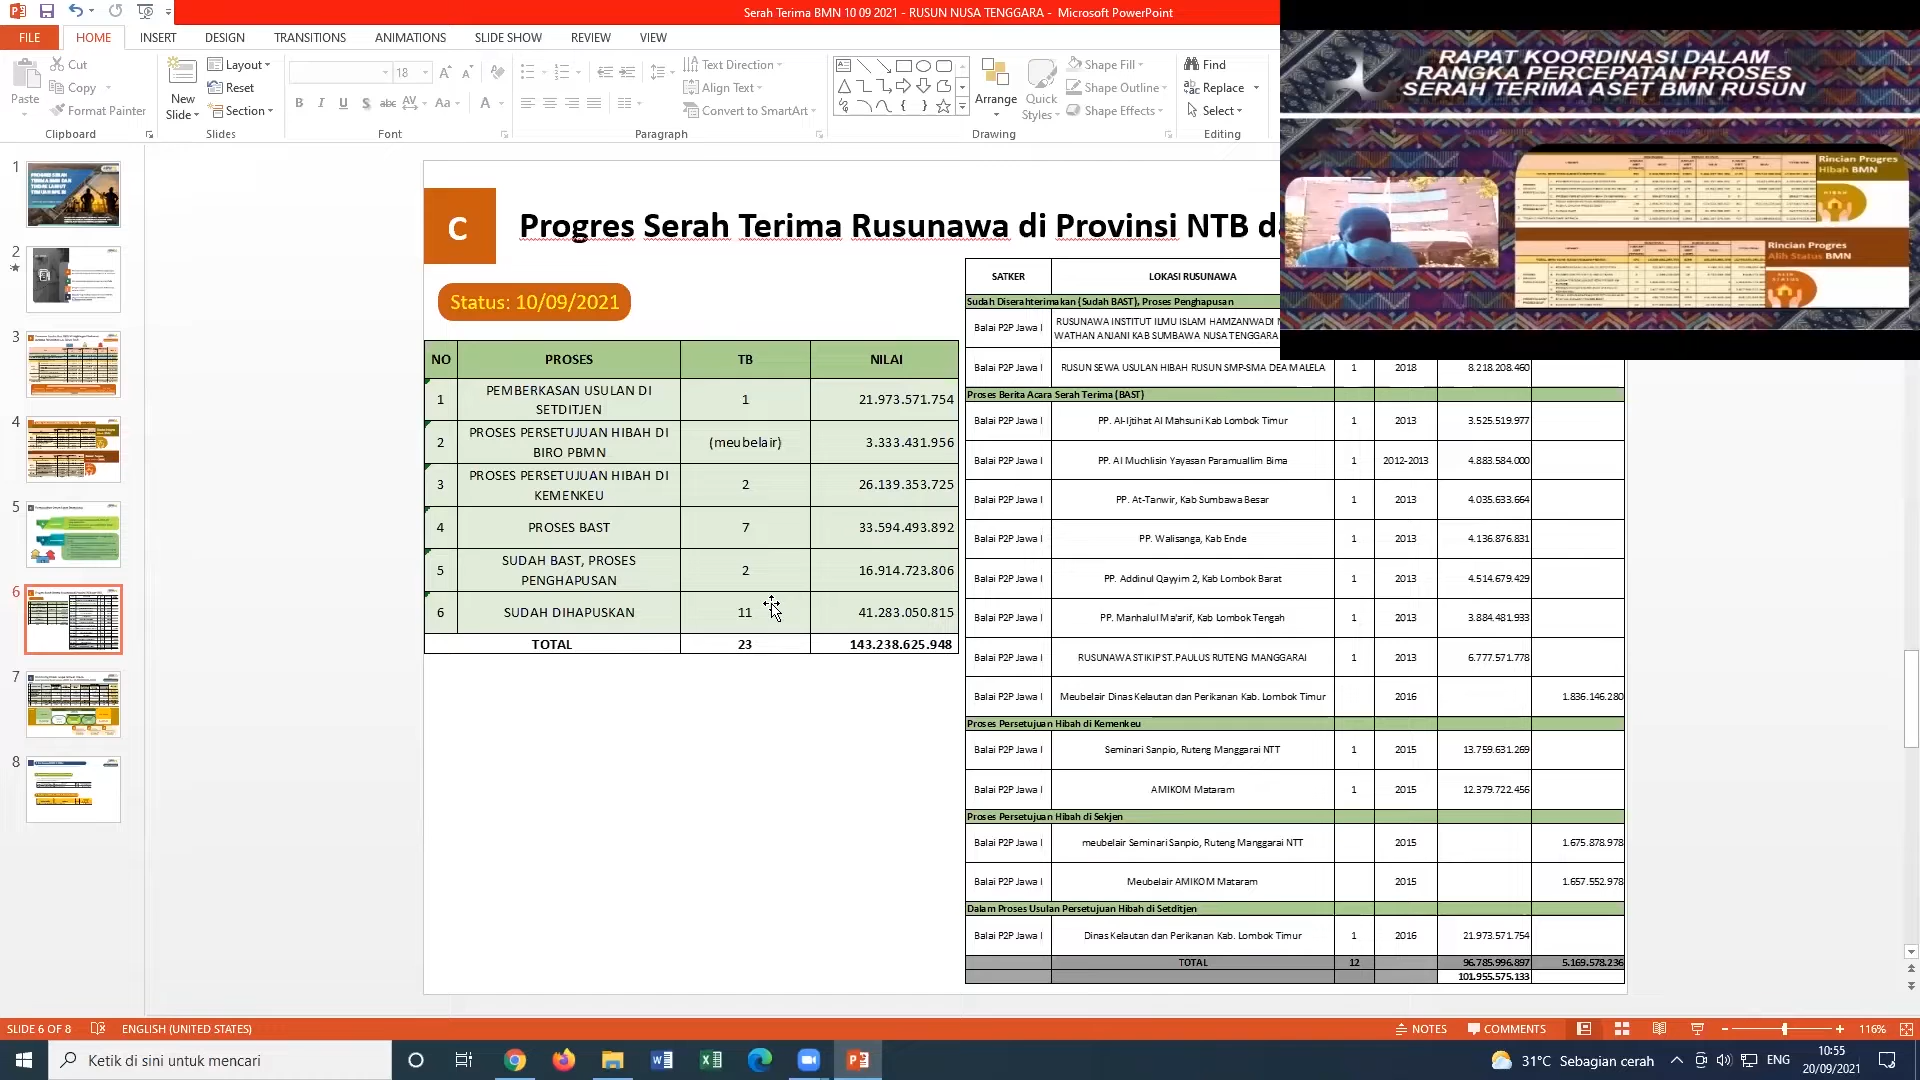 Serah Terima BMN 10 09 2021 - RUSUN NUSA TENGGARA - Microsoft PowerPoint
FILE HOME INSERT DESIGN TRANSITIONS ANIMATIONS SLIDE SHOW REVIEW VIEW
Paste
Cut
Copy
Format Painter
Clipboard
New
Slide
Layout
Reset
Section
Slides
18
Font
Text Direction
Align Text
Convert to SmartArt
Paragraph
Arrange
Quick
Styles
Shape Fill
Shape Outline
Shape Effects
Drawing
Find
Replace
Select
Editing
RAPAT KOORDINASI DALAM
RANGKA PERCEPATAN PROSES
SERAH TERIMA ASET BMN RUSUN
Rincian Progres
Hibah BMN
Rincian Progres
Alih Status BMN
1
2
3
4
5
6
7
8
C
Progres Serah Terima Rusunawa di Provinsi NTB
Status: 10/09/2021
NO PROSES TB NILAI
1 PEMBERKASAN USULAN DI SETDITJEN 1 21.973.571.754
2 PROSES PERSETUJUAN HIBAH DI BIRO PBMN (meubelair) 3.333.431.956
3 PROSES PERSETUJUAN HIBAH DI KEMENKEU 2 26.139.353.725
4 PROSES BAST 7 33.594.493.892
5 SUDAH BAST, PROSES PENGHAPUSAN 2 16.914.723.806
6 SUDAH DIHAPUSKAN 11 41.283.050.815
TOTAL 23 143.238.625.948
SATKER LOKASI RUSUNAWA
Sudah Diserahterimakan (Sudah BAST), Proses Penghapusan
Balai P2P Jawa I RUSUNAWA INSTITUT ILMU ISLAM HAMZANWADI
WATHAN ANJANI KAB SUMBAWA NUSA TENGGARA
Balai P2P Jawa I RUSUN SEWA USULAN HIBAH RUSUN SMP-SMA DEA MALELA 1 2018 8.218.208.460
Proses Berita Acara Serah Terima (BAST)
Balai P2P Jawa I PP. Al-Ijtihat Al Mahsuni Kab Lombok Timur 1 2013 3.525.519.977
Balai P2P Jawa I PP. Al Muchlisin Yayasan Paramuallim Bima 1 2012-2013 4.883.584.000
Balai P2P Jawa I PP. At-Tanwir, Kab Sumbawa Besar 1 2013 4.035.633.664
Balai P2P Jawa I PP. Walisanga, Kab Ende 1 2013 4.136.876.831
Balai P2P Jawa I PP. Addinul Qayyim 2, Kab Lombok Barat 1 2013 4.514.679.429
Balai P2P Jawa I PP. Manhalul Ma'arif, Kab Lombok Tengah 1 2013 3.884.481.933
Balai P2P Jawa I RUSUNAWA STIKIP ST.PAULUS RUTENG MANGGARAI 1 2013 6.777.571.778
Balai P2P Jawa I Meubelair Dinas Kelautan dan Perikanan Kab. Lombok Timur 2016 1.836.146.280
Proses Persetujuan Hibah di Kemenkeu
Balai P2P Jawa I Seminari Sanpio, Ruteng Manggarai NTT 1 2015 13.759.631.269
Balai P2P Jawa I AMIKOM Mataram 1 2015 12.379.722.456
Proses Persetujuan Hibah di Sekjen
Balai P2P Jawa I meubelair Seminari Sanpio, Ruteng Manggarai NTT 2015 1.675.878.978
Balai P2P Jawa I Meubelair AMIKOM Mataram 2015 1.657.552.978
Dalam Proses Usulan Persetujuan Hibah di Setditjen
Balai P2P Jawa I Dinas Kelautan dan Perikanan Kab. Lombok Timur 1 2016 21.973.571.754
TOTAL 12 96.785.996.897 5.169.578.236
101.955.575.133
SLIDE 6 OF 8 ENGLISH (UNITED STATES) NOTES COMMENTS 116%
Ketik di sini untuk mencari
31°C Sebagian cerah ENG
10:55
20/09/2021